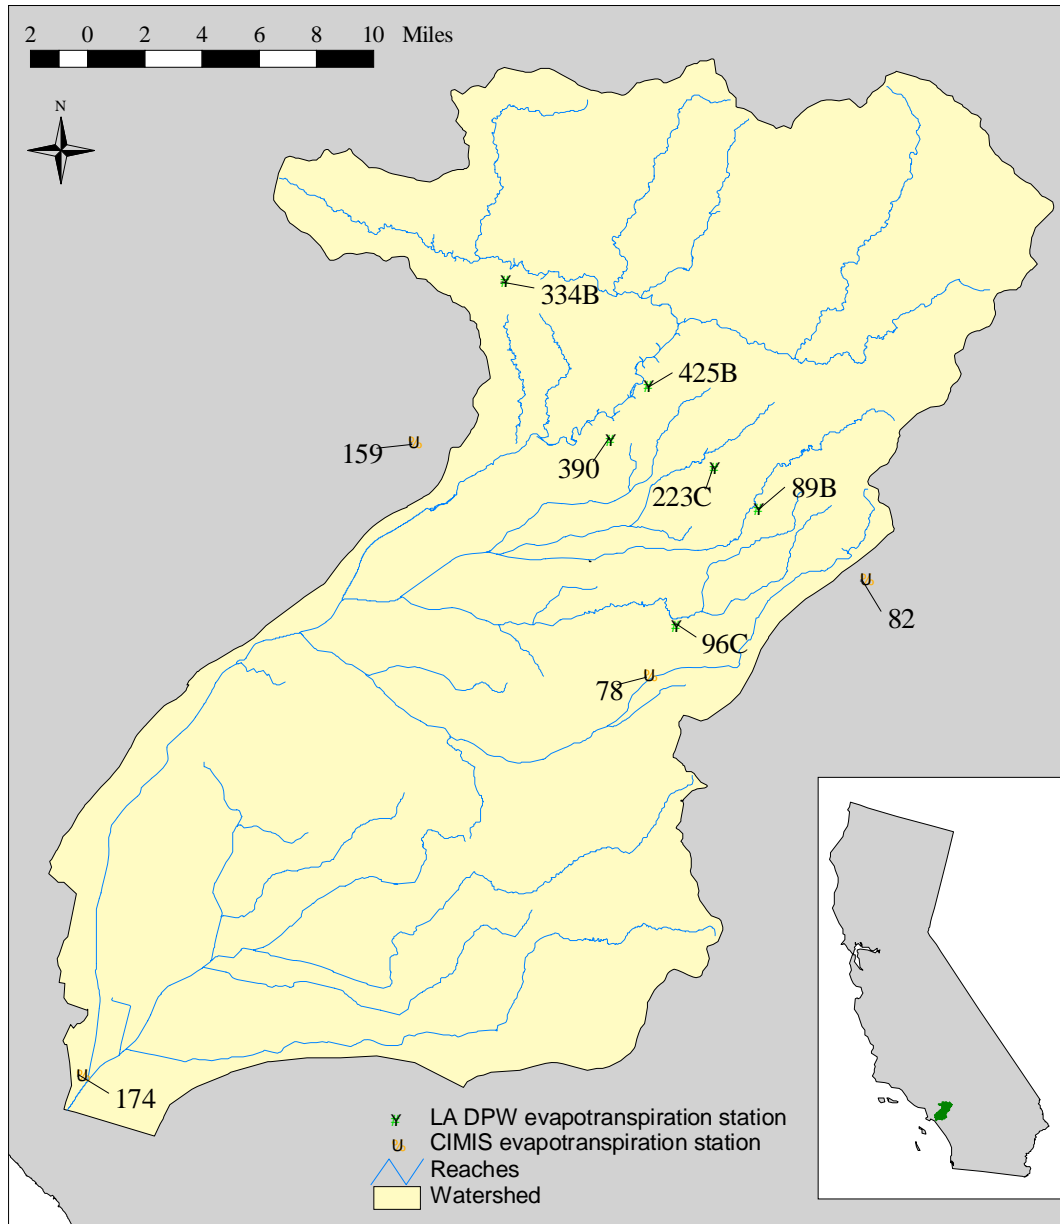 2 0 2 4 6 8 10 Miles
N
334B
425B
159
390
223C
89B
82
96C
78
174
Y LA DPW evapotranspiration station
U CIMIS evapotranspiration station
Reaches
Watershed